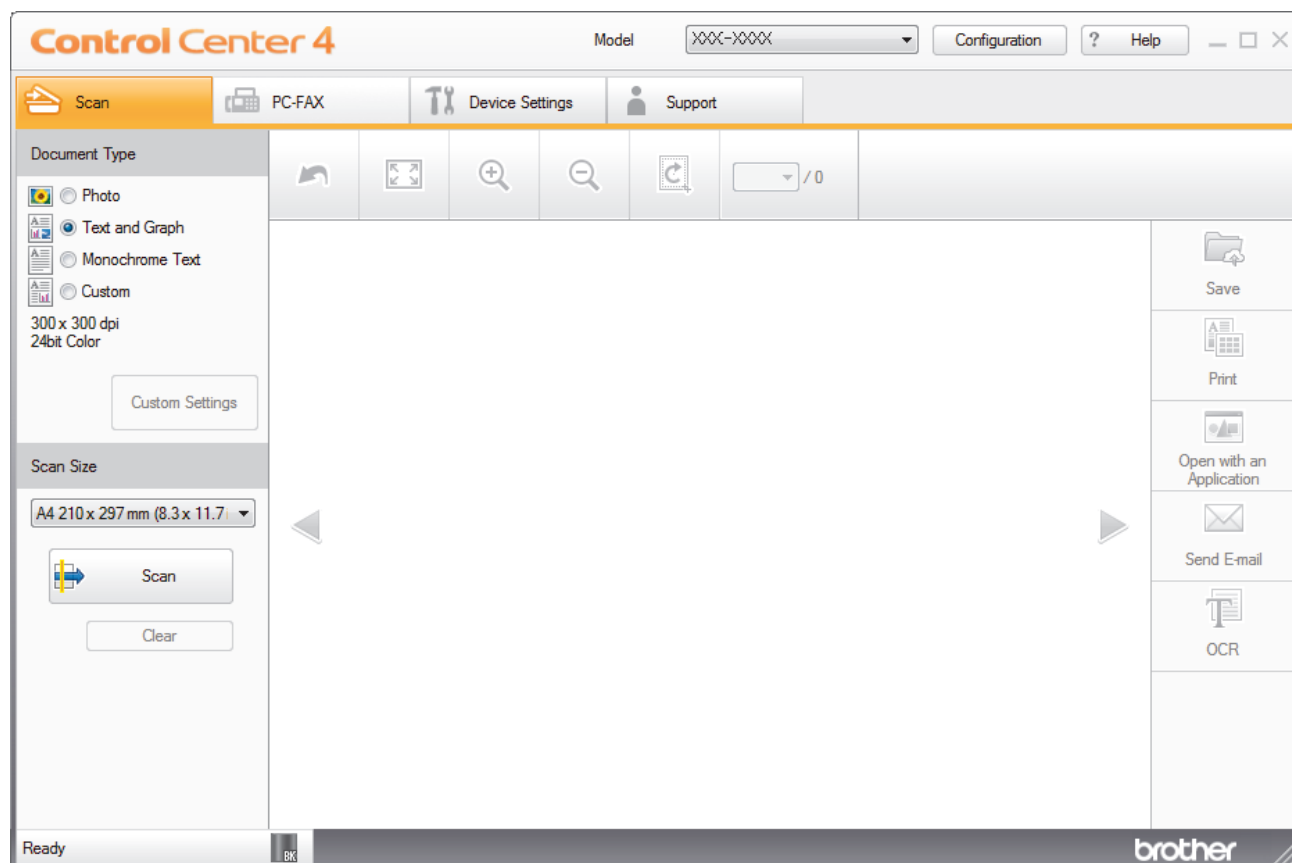 Control Center 4
Model XXX-XXXX Configuration ? Help
Scan PC-FAX Device Settings Support
Document Type
Photo
Text and Graph
Monochrome Text
Custom
300 x 300 dpi
24bit Color
Custom Settings
Scan Size
A4 210 x 297 mm (8.3 x 11.7
Scan
Clear
/ 0
Save
Print
Open with an
Application
Send E-mail
OCR
Ready
BK
brother